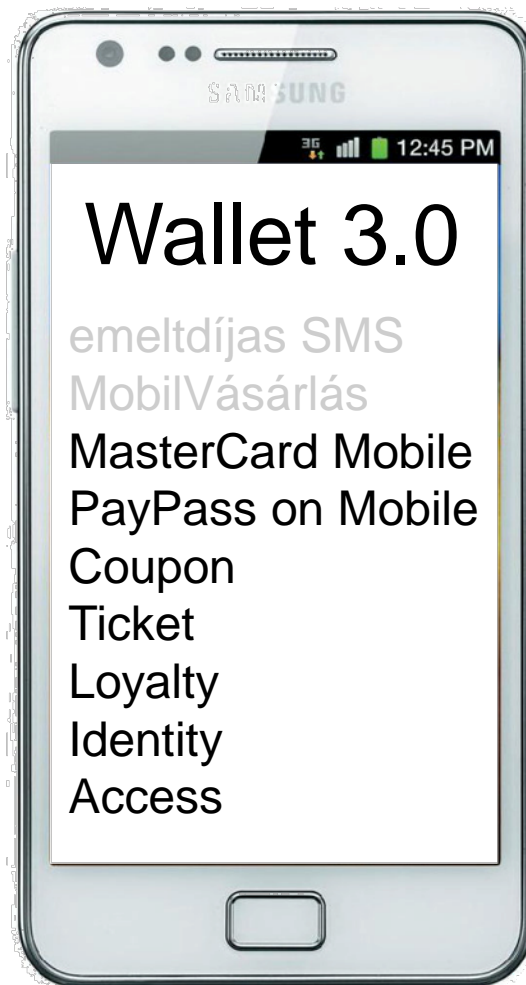 SAMSUNG
3G 12:45 PM
Wallet 3.0
emeltdíjas SMS
MobilVásárlás
MasterCard Mobile
PayPass on Mobile
Coupon
Ticket
Loyalty
Identity
Access